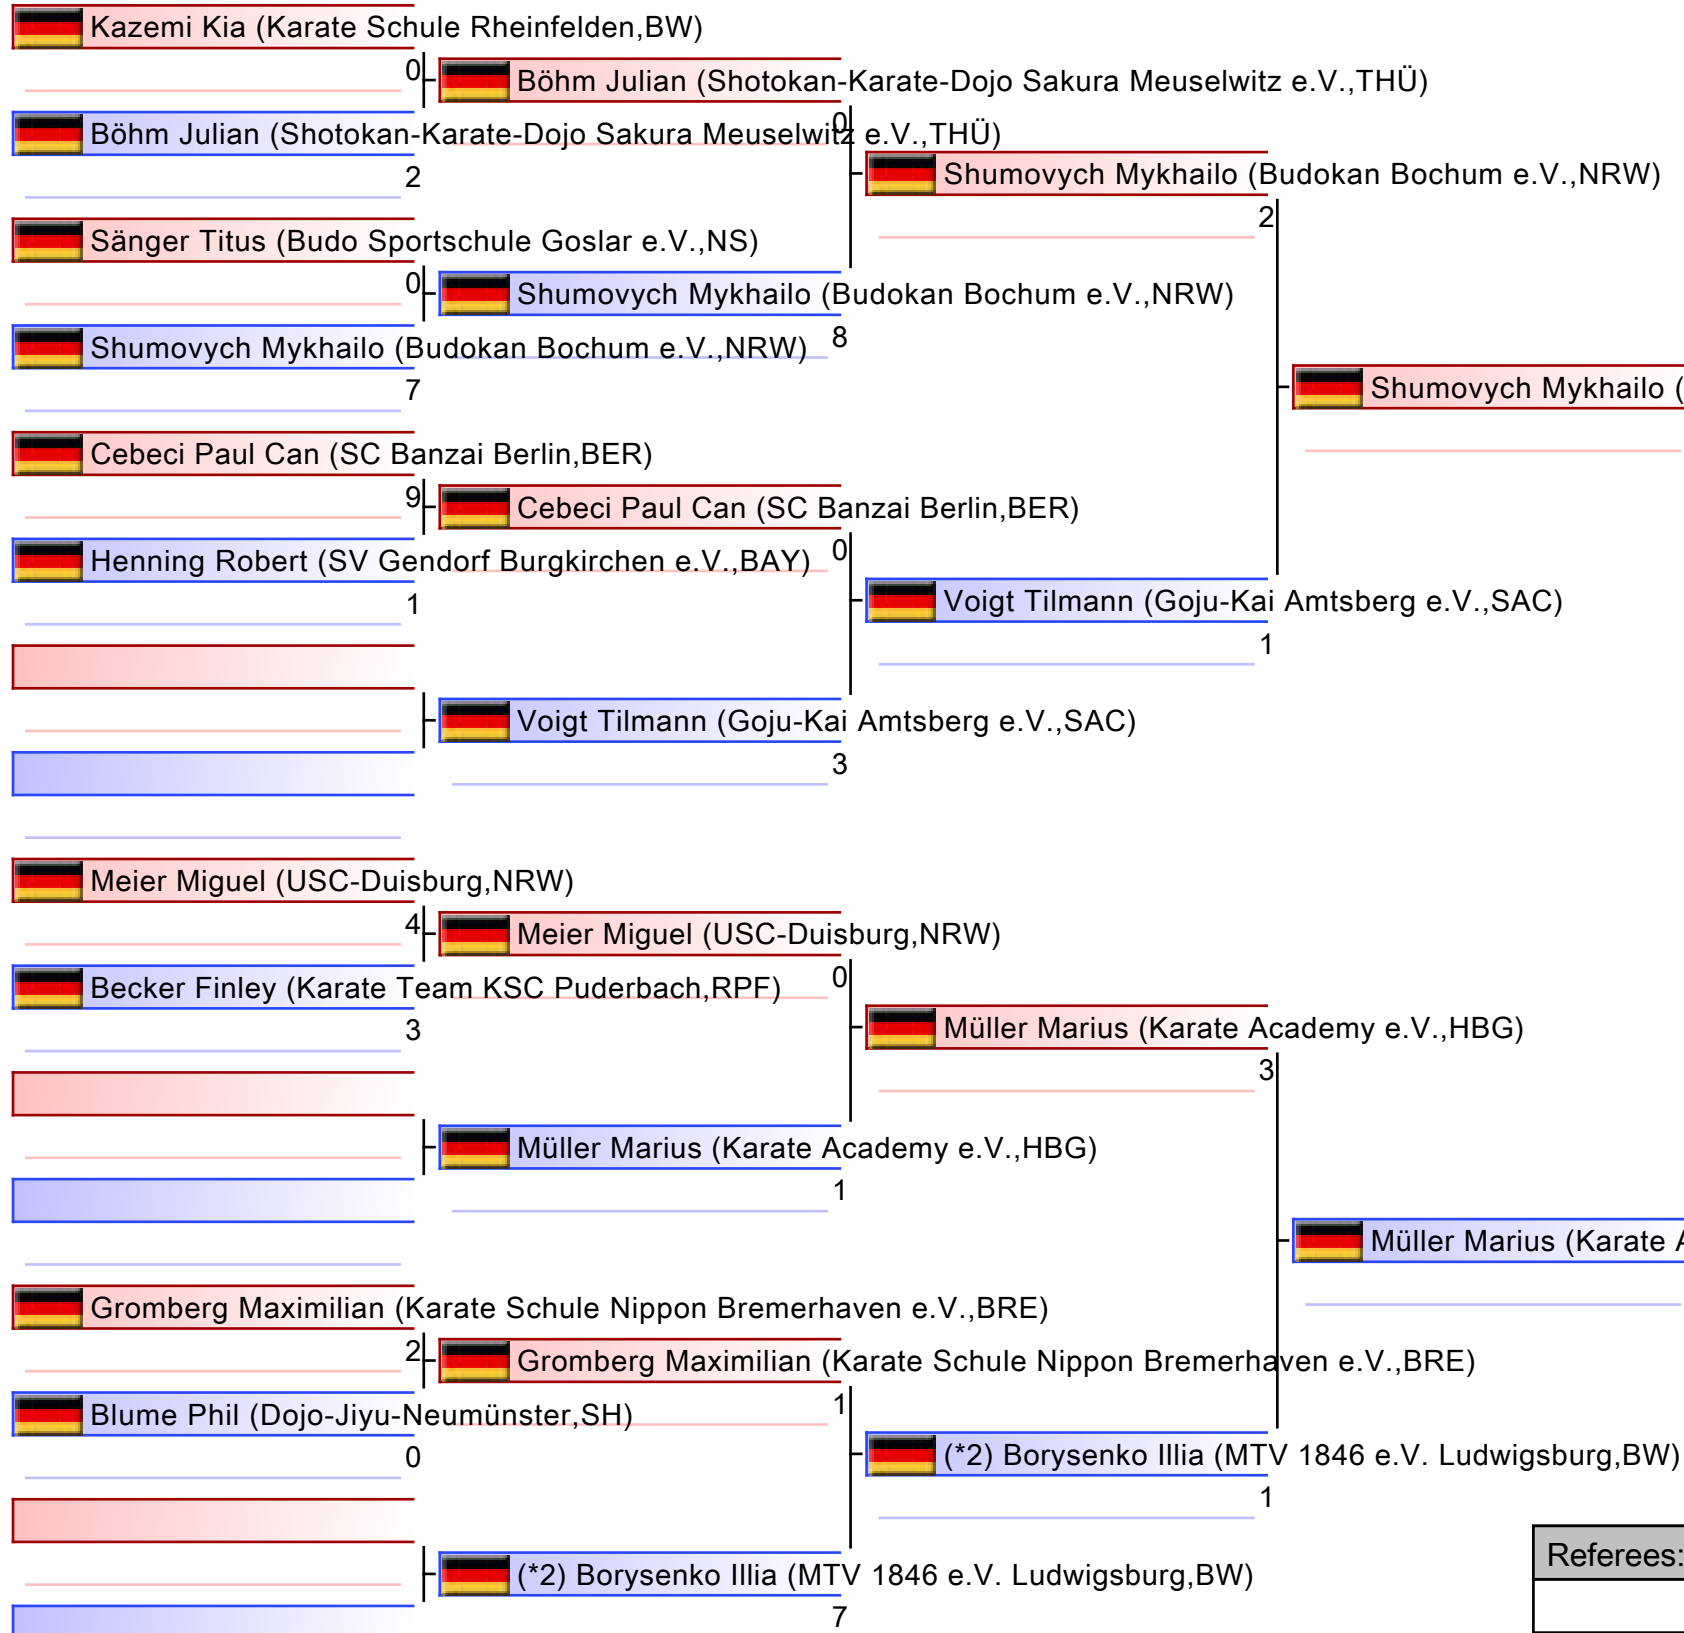 Kazemi Kia (Karate Schule Rheinfelden,BW)
0
Böhm Julian (Shotokan-Karate-Dojo Sakura Meuselwitz e.V.,THÜ)
0
Böhm Julian (Shotokan-Karate-Dojo Sakura Meuselwitz e.V.,THÜ)
2
Shumovych Mykhailo (Budokan Bochum e.V.,NRW)
2
Sänger Titus (Budo Sportschule Goslar e.V.,NS)
0
Shumovych Mykhailo (Budokan Bochum e.V.,NRW)
8
Shumovych Mykhailo (Budokan Bochum e.V.,NRW)
7
Shumovych Mykhailo (
Cebeci Paul Can (SC Banzai Berlin,BER)
9
Cebeci Paul Can (SC Banzai Berlin,BER)
0
Henning Robert (SV Gendorf Burgkirchen e.V.,BAY)
1
Voigt Tilmann (Goju-Kai Amtsberg e.V.,SAC)
1
Voigt Tilmann (Goju-Kai Amtsberg e.V.,SAC)
3
Meier Miguel (USC-Duisburg,NRW)
4
Meier Miguel (USC-Duisburg,NRW)
0
Becker Finley (Karate Team KSC Puderbach,RPF)
3
Müller Marius (Karate Academy e.V.,HBG)
3
Müller Marius (Karate Academy e.V.,HBG)
1
Müller Marius (Karate A
Gromberg Maximilian (Karate Schule Nippon Bremerhaven e.V.,BRE)
2
Gromberg Maximilian (Karate Schule Nippon Bremerhaven e.V.,BRE)
1
Blume Phil (Dojo-Jiyu-Neumünster,SH)
0
(*2) Borysenko Illia (MTV 1846 e.V. Ludwigsburg,BW)
1
(*2) Borysenko Illia (MTV 1846 e.V. Ludwigsburg,BW)
7
Referees: